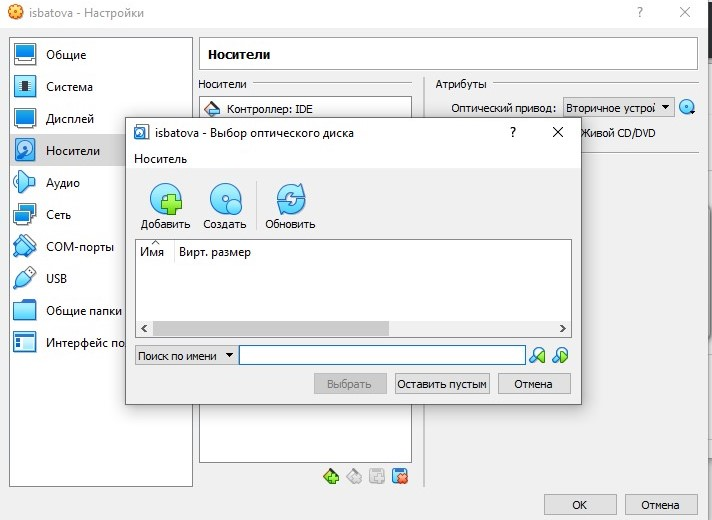 isbatova - Настройки
?
Общие
Система
Дисплей
Носители
Аудио
Сеть
COM-порты
USB
Общие папки
Интерфейс по
Носители
Носители
Контроллер: IDE
Атрибуты
Оптический привод:
Вторичное устрой
Живой CD/DVD
isbatova - Выбор оптического диска
?
Носитель
Добавить
Создать
Обновить
Имя
Вирт. размер
Поиск по имени
Выбрать
Оставить пустым
Отмена
OK
Отмена